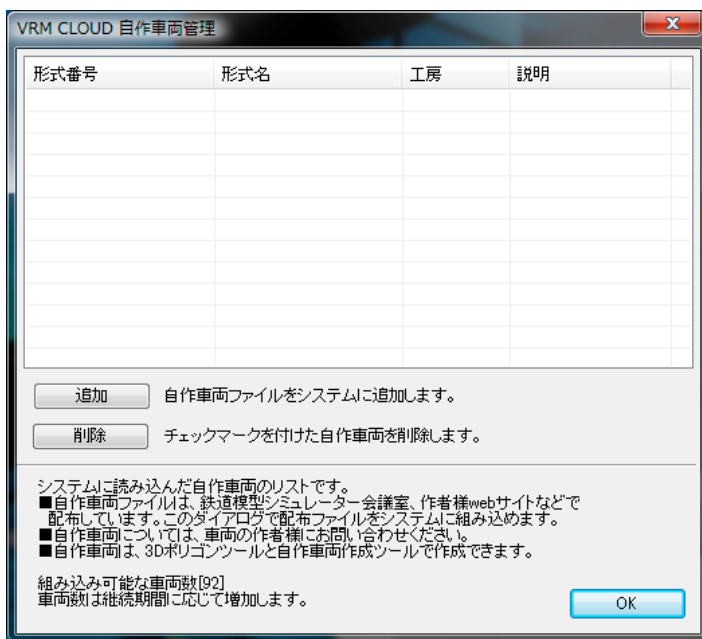 VRM CLOUD 自作車両管理
形式番号 形式名 工房 説明
追加 自作車両ファイルをシステムに追加します。
削除 チェックマークを付けた自作車両を削除します。
システムに読み込んだ自作車両のリストです。
■自作車両ファイルは、鉄道模型シミュレーター会議室、作者様webサイトなどで
配布しています。このダイアログで配布ファイルをシステムに組み込めます。
■自作車両については、車両の作者様にお問い合わせください。
■自作車両は、3Dポリゴンツールと自作車両作成ツールで作成できます。
組み込み可能な車両数[92]
車両数は継続期間に応じて増加します。
OK